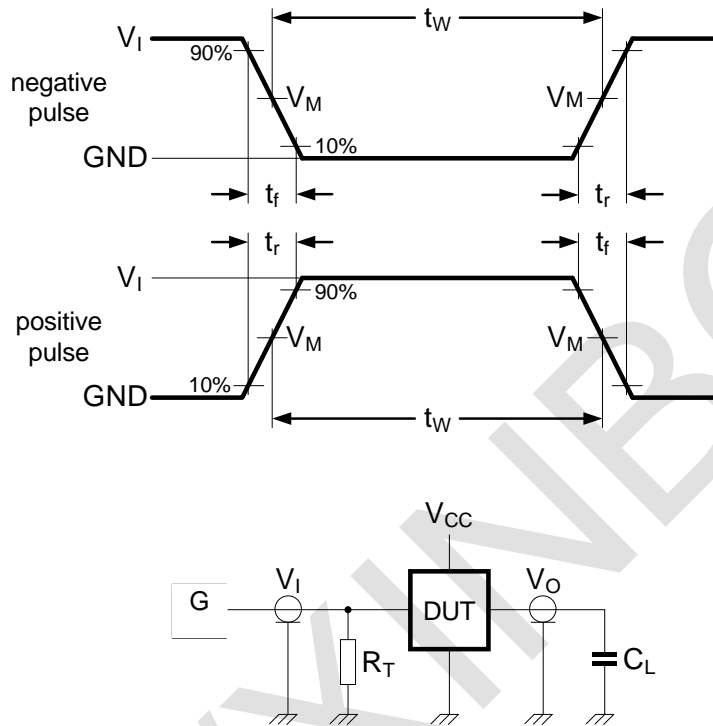 V_I
90%
t_W
negative
pulse
V_M
V_M
GND
10%
t_f
t_r
t_r
t_f
V_I
90%
positive
pulse
V_M
V_M
10%
GND
t_W
V_CC
G
V_I
DUT
V_O
R_T
C_L
XINB